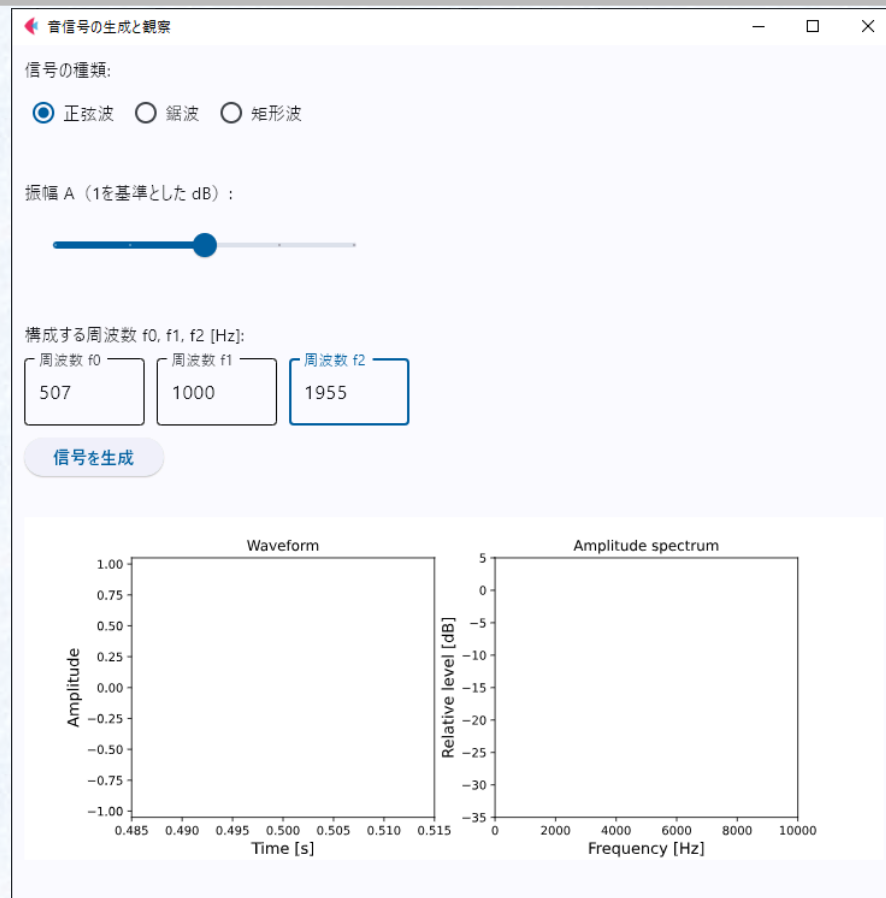 音信号の生成と観察
信号の種類:
正弦波 鋸波 矩形波
振幅 A（1を基準とした dB）:
構成する周波数 f0, f1, f2 [Hz]:
周波数 f0 周波数 f1 周波数 f2
507 1000 1955
信号を生成
Waveform
1.00
0.75
0.50
0.25
0.00
−0.25
−0.50
−0.75
−1.00
Amplitude
0.485 0.490 0.495 0.500 0.505 0.510 0.515
Time [s]
Amplitude spectrum
5
0
−5
−10
−15
−20
−25
−30
−35
Relative level [dB]
0 2000 4000 6000 8000 10000
Frequency [Hz]